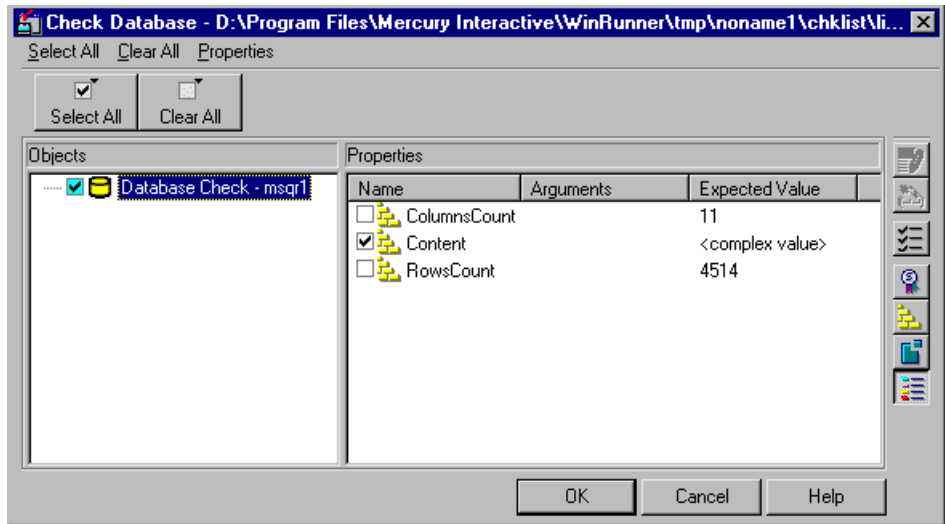 Check Database - D:\Program Files\Mercury Interactive\WinRunner\tmp\noname1\chklist\li...
Select All Clear All Properties
Select All Clear All
Objects
Database Check - msqr1
Properties
Name Arguments Expected Value
ColumnsCount 11
Content <complex value>
RowsCount 4514
OK Cancel Help